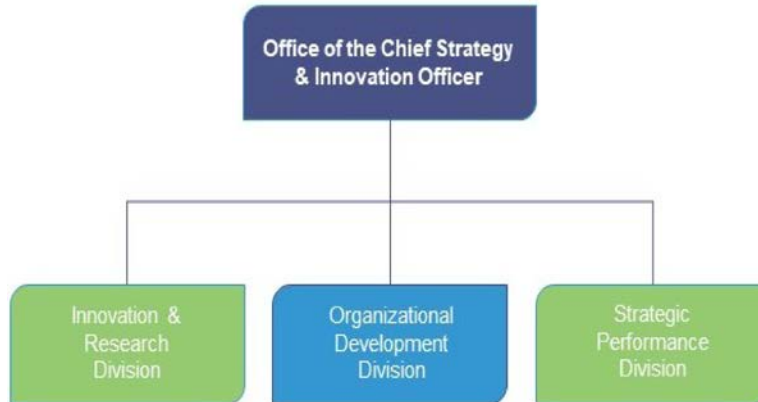 Office of the Chief Strategy
& Innovation Officer
Innovation &
Research
Division
Organizational
Development
Division
Strategic
Performance
Division